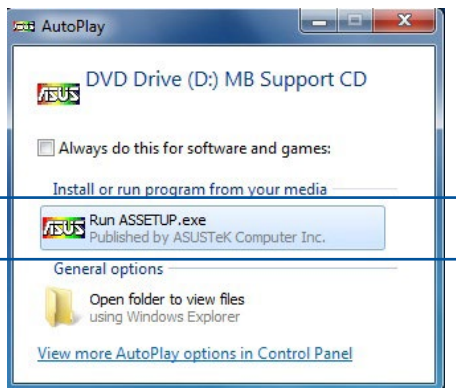 AutoPlay
DVD Drive (D:) MB Support CD
Always do this for software and games:
Install or run program from your media
Run ASSETUP.exe
Published by ASUSTeK Computer Inc.
General options
Open folder to view files
using Windows Explorer
View more AutoPlay options in Control Panel